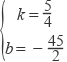 k = 5/4
b = − 45/2